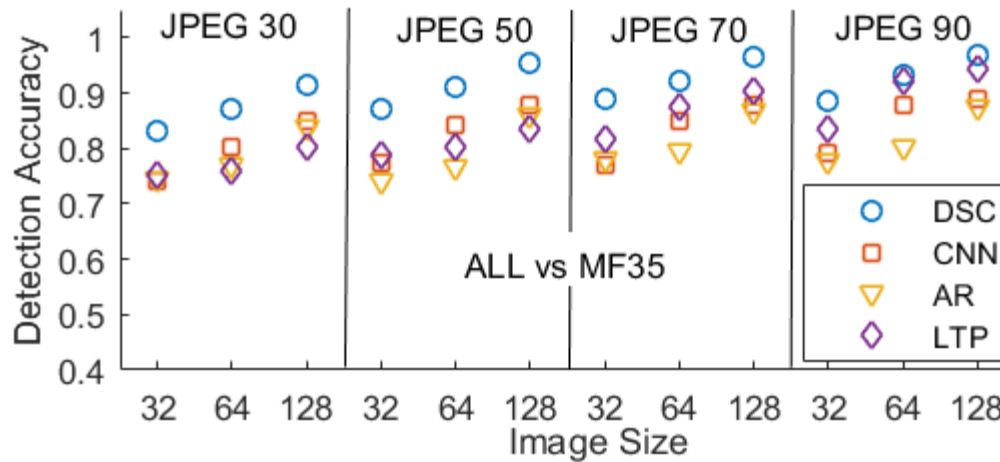 JPEG 30 JPEG 50 JPEG 70 JPEG 90
Detection Accuracy
1
0.9
0.8
0.7
0.6
0.5
0.4
ALL vs MF35
DSC
CNN
AR
LTP
32 64 128 32 64 128 32 64 128 32 64 128
Image Size